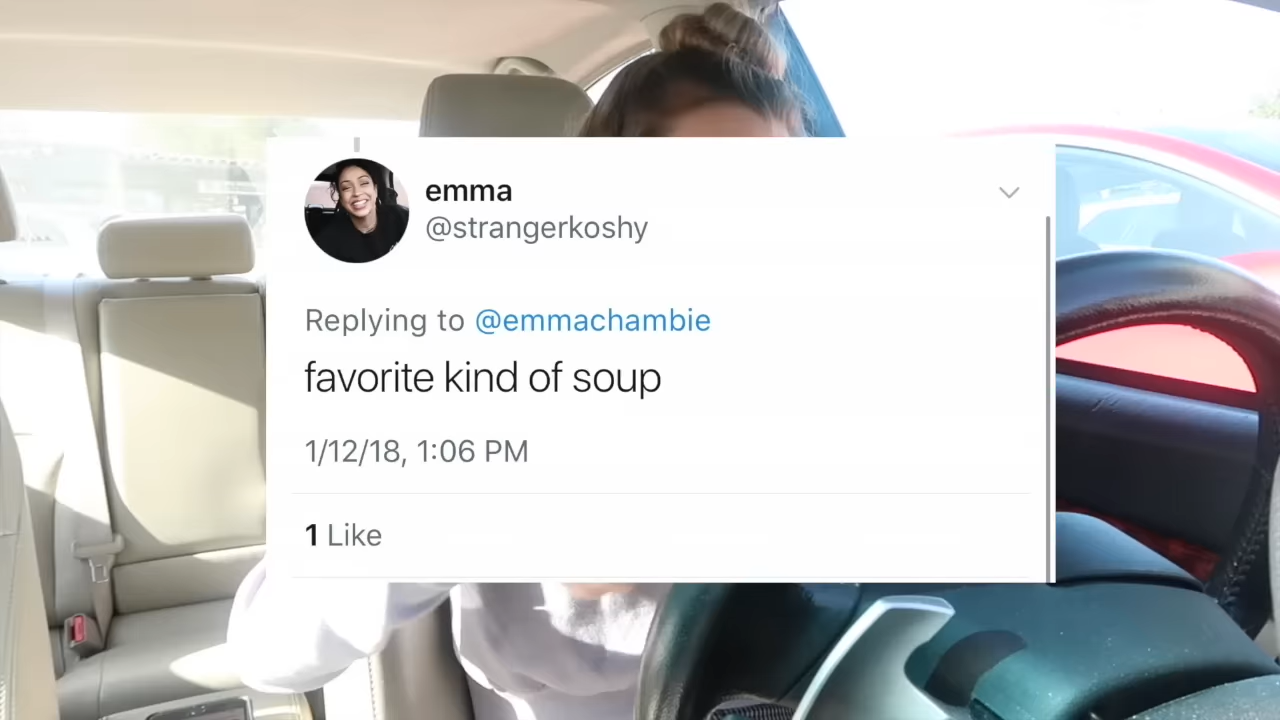 emma
@strangerkoshy
Replying to @emmachambie
favorite kind of soup
1/12/18, 1:06 PM
1 Like